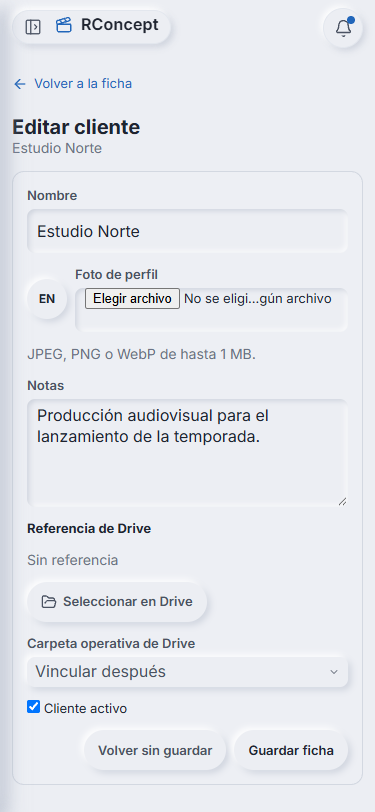 RConcept
Volver a la ficha
Editar cliente
Estudio Norte
Nombre
Estudio Norte
EN
Foto de perfil
Elegir archivo No se eligi...gún archivo
JPEG, PNG o WebP de hasta 1 MB.
Notas
Producción audiovisual para el
lanzamiento de la temporada.
Referencia de Drive
Sin referencia
Seleccionar en Drive
Carpeta operativa de Drive
Vincular después
Cliente activo
Volver sin guardar
Guardar ficha